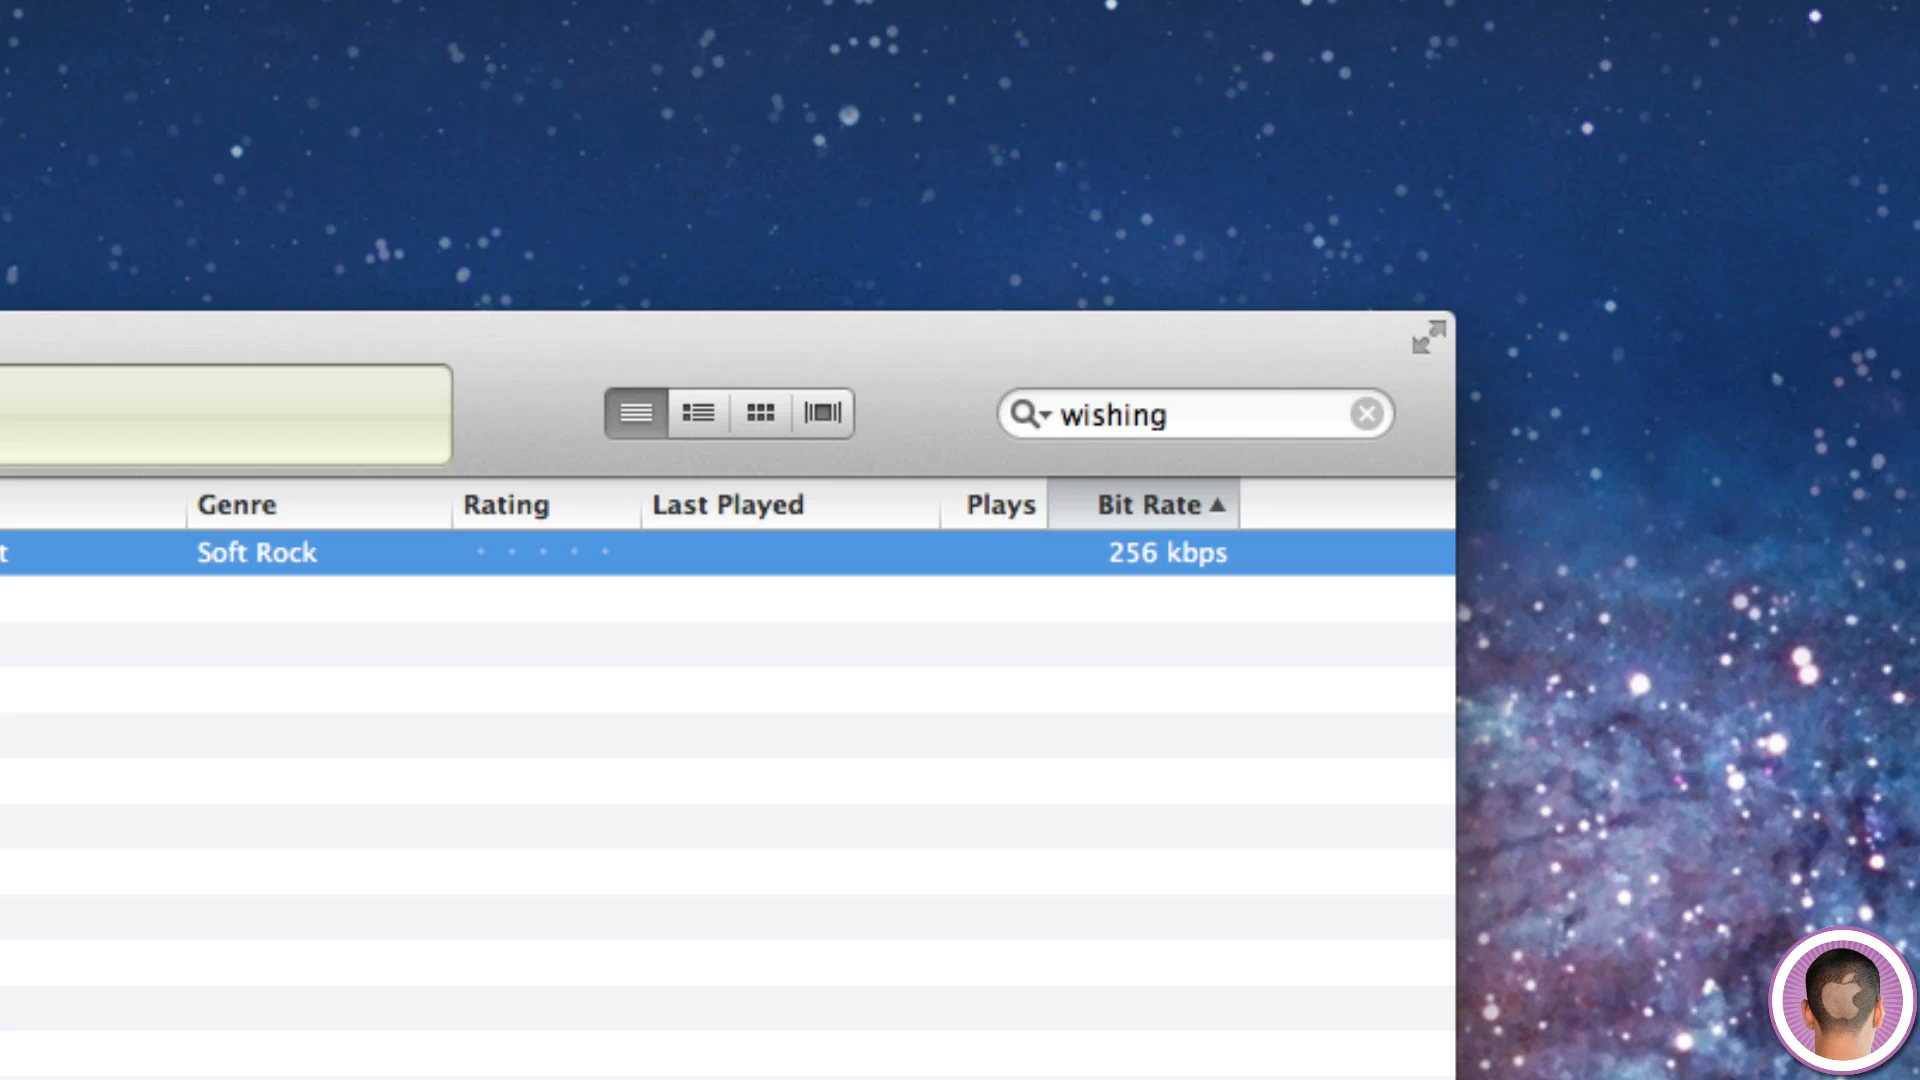 wishing
Genre Rating Last Played Plays Bit Rate
t Soft Rock 256 kbps